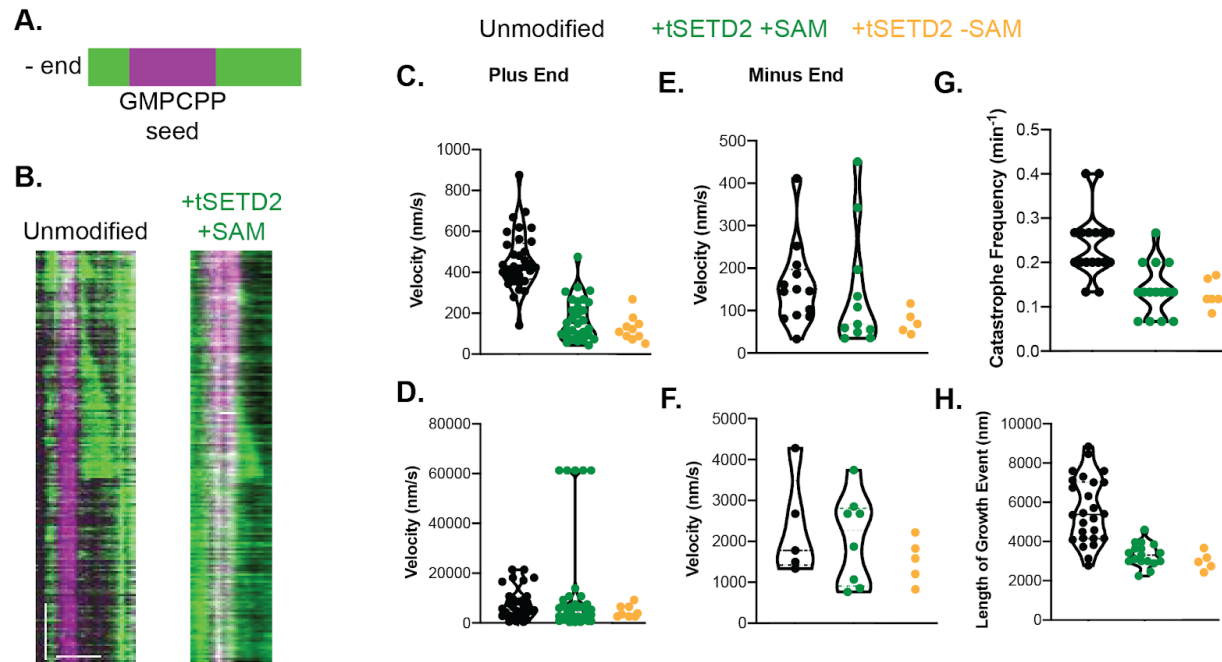 A.
- end
GMPCPP
seed
B.
Unmodified
+tSETD2
+SAM
Unmodified +tSETD2 +SAM +tSETD2 -SAM
C.
Plus End
Velocity (nm/s)
1000
800
600
400
200
0
D.
Velocity (nm/s)
80000
60000
40000
20000
0
E.
Minus End
Velocity (nm/s)
500
400
300
200
100
0
F.
Velocity (nm/s)
5000
4000
3000
2000
1000
0
G.
Catastrophe Frequency (min⁻¹)
0.5
0.4
0.3
0.2
0.1
0.0
H.
Length of Growth Event (nm)
10000
8000
6000
4000
2000
0